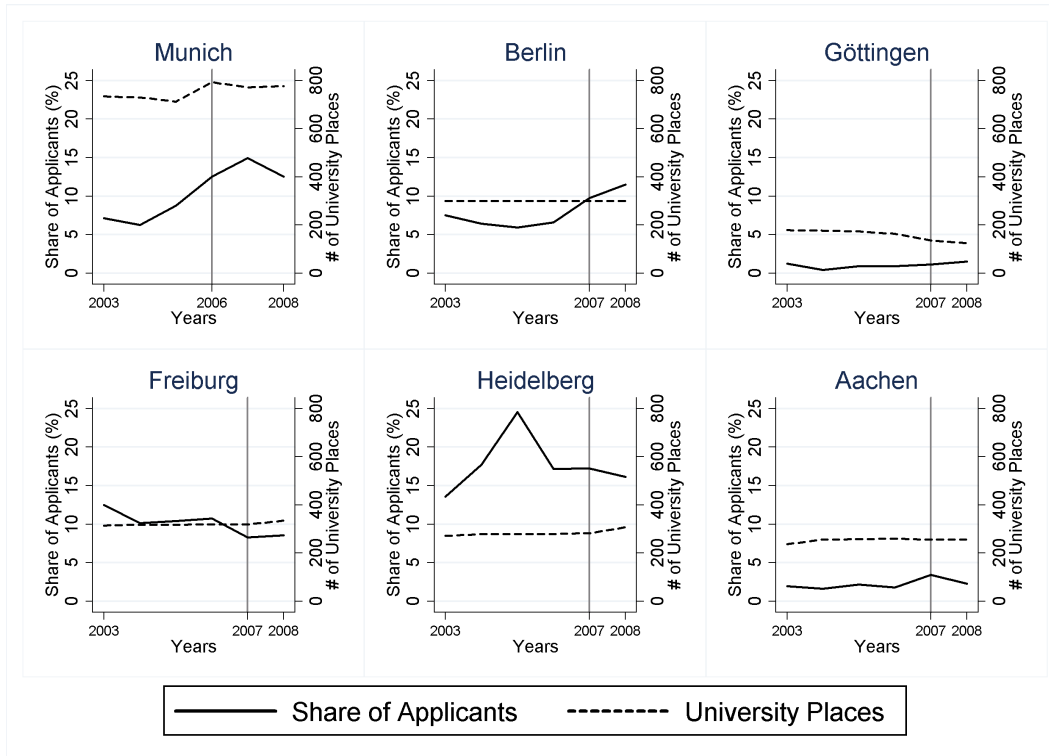 Munich
Share of Applicants (%)
0 5 10 15 20 25
# of University Places
0 200 400 600 800
2003 2006 2008
Years
Berlin
Share of Applicants (%)
0 5 10 15 20 25
# of University Places
0 200 400 600 800
2003 2007 2008
Years
Göttingen
Share of Applicants (%)
0 5 10 15 20 25
# of University Places
0 200 400 600 800
2003 2007 2008
Years
Freiburg
Share of Applicants (%)
0 5 10 15 20 25
# of University Places
0 200 400 600 800
2003 2007 2008
Years
Heidelberg
Share of Applicants (%)
0 5 10 15 20 25
# of University Places
0 200 400 600 800
2003 2007 2008
Years
Aachen
Share of Applicants (%)
0 5 10 15 20 25
# of University Places
0 200 400 600 800
2003 2007 2008
Years
Share of Applicants University Places